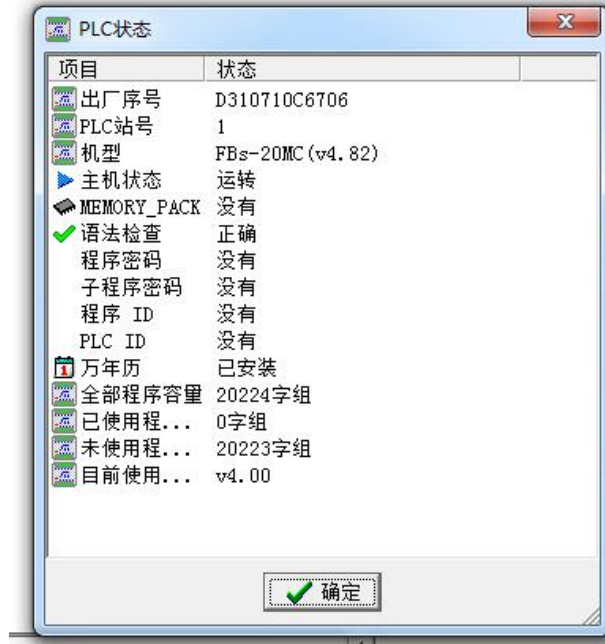 PLC状态
项目 状态
出厂序号 D310710C6706
PLC站号 1
机型 FBs-20MC(v4.82)
主机状态 运转
MEMORY_PACK 没有
语法检查 正确
程序密码 没有
子程序密码 没有
程序 ID 没有
PLC ID 没有
万年历 已安装
全部程序容量 20224字组
已使用程... 0字组
未使用程... 20223字组
目前使用... v4.00
确定